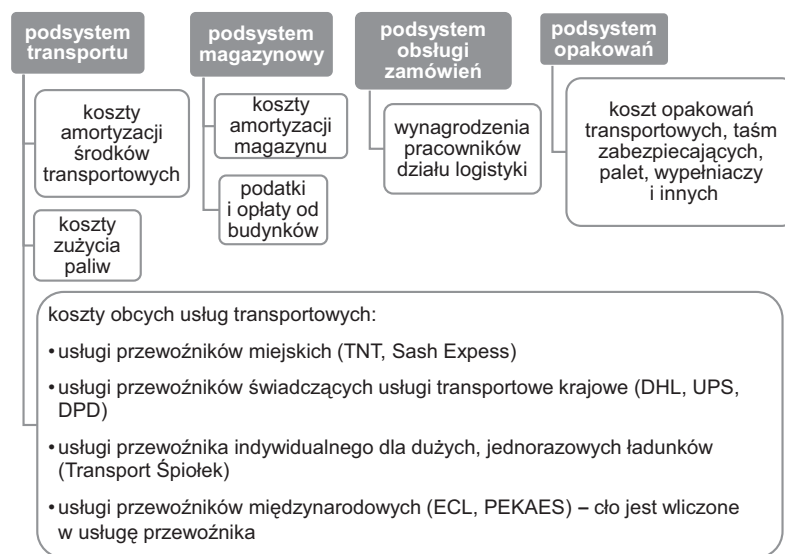 podsystem
transportu
koszty
amortyzacji
środków
transportowych
koszty
zużycia
paliw
podsystem
magazynowy
koszty
amortyzacji
magazynu
podatki
i opłaty od
budynków
podsystem
obsługi
zamówień
wynagrodzenia
pracowników
działu logistyki
podsystem
opakowań
koszt opakowań
transportowych, taśm
zabezpiecających,
palet, wypełniaczy
i innych
koszty obcych usług transportowych:
• usługi przewoźników miejskich (TNT, Sash Expess)
• usługi przewoźników świadczących usługi transportowe krajowe (DHL, UPS,
DPD)
• usługi przewoźnika indywidualnego dla dużych, jednorazowych ładunków
(Transport Śpiołek)
• usługi przewoźników międzynarodowych (ECL, PEKAES) – cło jest wliczone
w usługę przewoźnika